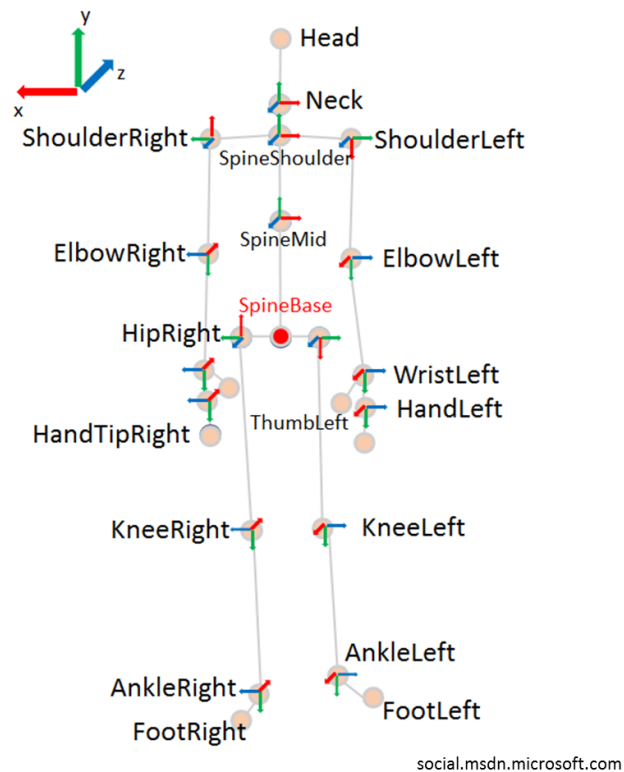 y
z
x
Head
Neck
ShoulderRight
ShoulderLeft
SpineShoulder
SpineMid
ElbowRight
ElbowLeft
SpineBase
HipRight
WristLeft
HandLeft
ThumbLeft
HandTipRight
KneeRight
KneeLeft
AnkleLeft
AnkleRight
FootLeft
FootRight
social.msdn.microsoft.com